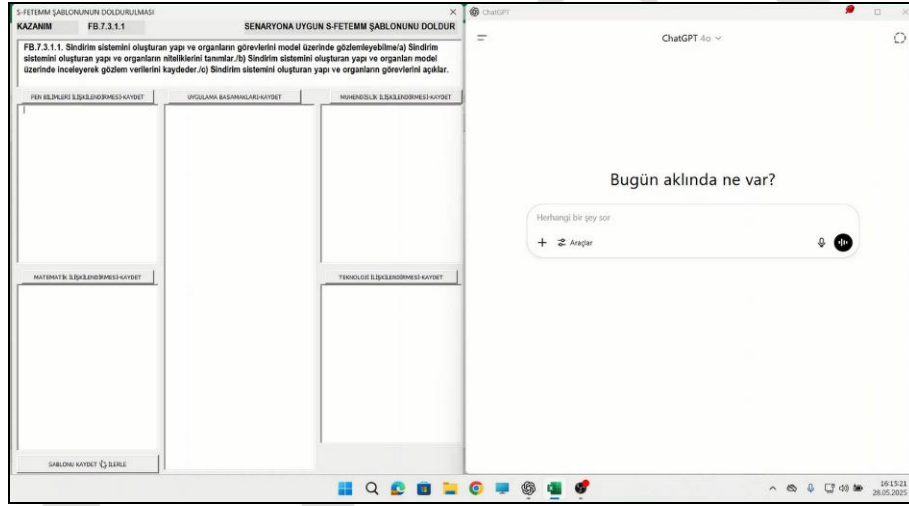 S-FETEMM ŞABLONUNUN DOLDURULMASI
KAZANIM FB.7.3.1.1 SENARYONA UYGUN S-FETEMM ŞABLONUNU DOLDUR
FB.7.3.1.1. Sindirim sistemini oluşturan yapı ve organların görevlerini model üzerinde gözlemleyebilme/a) Sindirim
sistemini oluşturan yapı ve organların niteliklerini tanımlar./b) Sindirim sistemini oluşturan yapı ve organları model
üzerinde inceleyerek gözlem verilerini kaydeder./c) Sindirim sistemini oluşturan yapı ve organların görevlerini açıklar.
FEN BİLİMLERİ İLİŞKİLENDİRMESİ-KAYDET
UYGULAMA BASAMAKLARI-KAYDET
MÜHENDİSLİK İLİŞKİLENDİRMESİ-KAYDET
MATEMATİK İLİŞKİLENDİRMESİ-KAYDET
TEKNOLOJİ İLİŞKİLENDİRMESİ-KAYDET
ŞABLONU KAYDET İLERLE
ChatGPT
ChatGPT 4o
Bugün aklında ne var?
Herhangi bir şey sor
Araçlar
16:15:21
28.05.2025